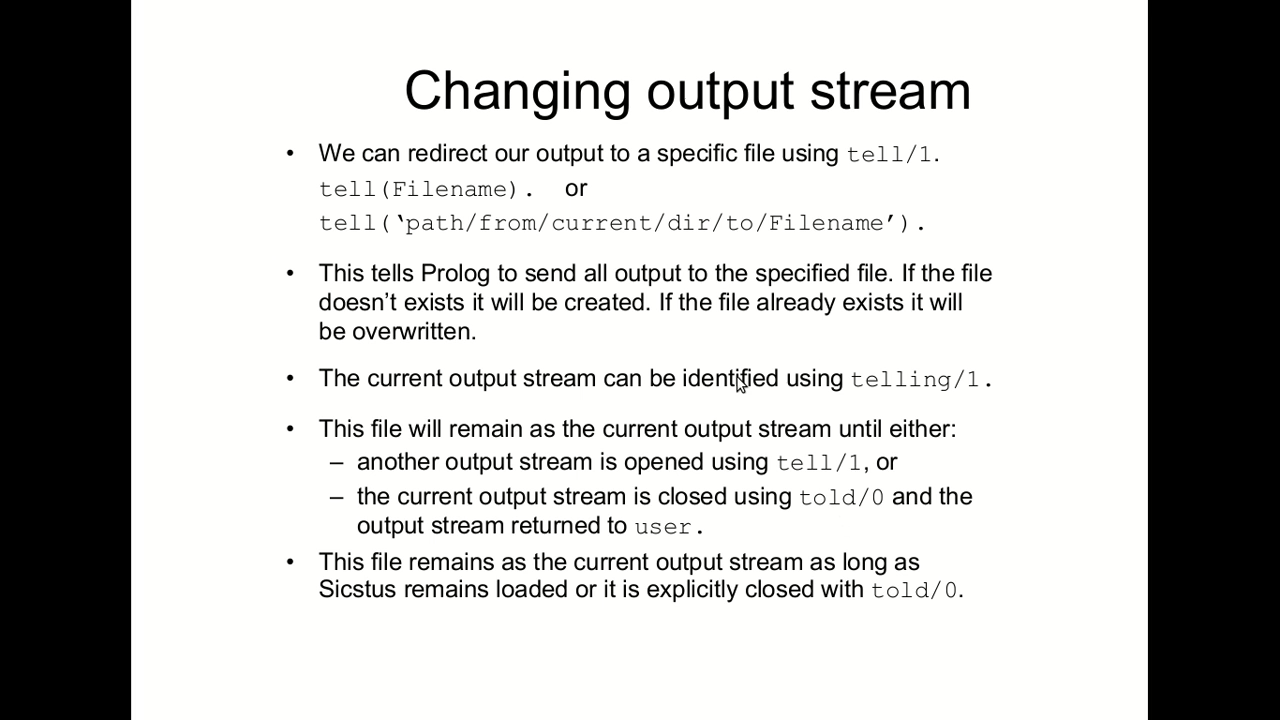 Changing output stream
• We can redirect our output to a specific file using tell/1.
tell(Filename). or
tell(‘path/from/current/dir/to/Filename’).
• This tells Prolog to send all output to the specified file. If the file
doesn’t exists it will be created. If the file already exists it will
be overwritten.
• The current output stream can be identified using telling/1.
• This file will remain as the current output stream until either:
– another output stream is opened using tell/1, or
– the current output stream is closed using told/0 and the
output stream returned to user.
• This file remains as the current output stream as long as
Sicstus remains loaded or it is explicitly closed with told/0.